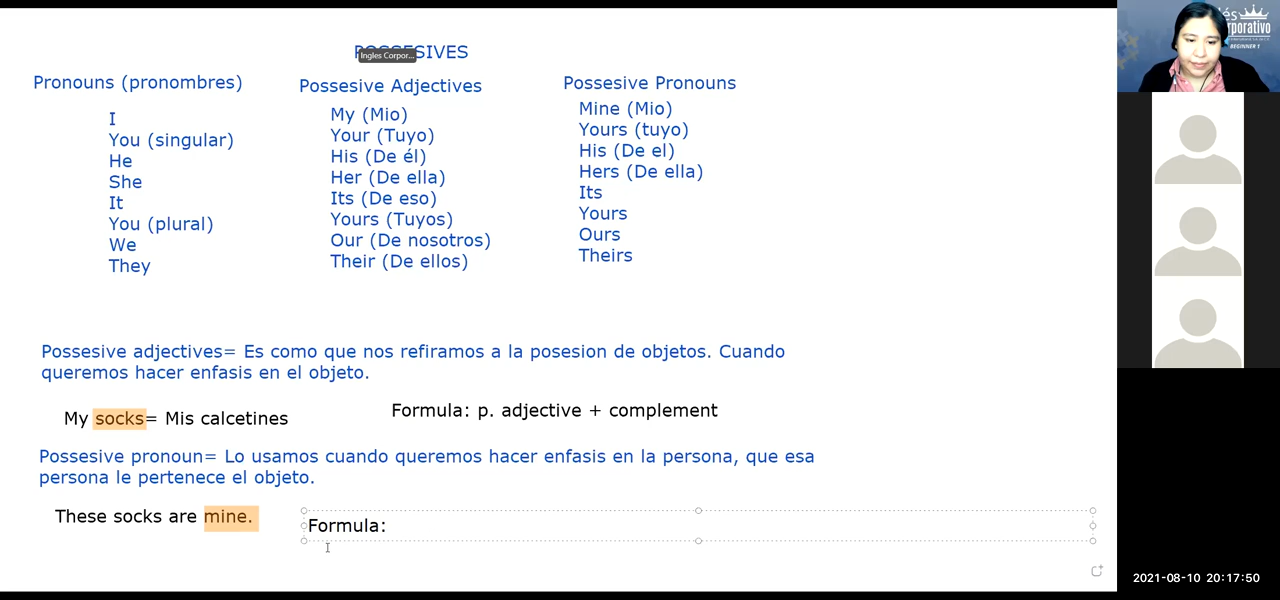 POSSESIVES
Ingles Corpor...
Pronouns (pronombres)
I
You (singular)
He
She
It
You (plural)
We
They
Possesive Adjectives
My (Mio)
Your (Tuyo)
His (De él)
Her (De ella)
Its (De eso)
Yours (Tuyos)
Our (De nosotros)
Their (De ellos)
Possesive Pronouns
Mine (Mio)
Yours (tuyo)
His (De el)
Hers (De ella)
Its
Yours
Ours
Theirs
Possesive adjectives= Es como que nos refiramos a la posesion de objetos. Cuando
queremos hacer enfasis en el objeto.
My socks= Mis calcetines
Formula: p. adjective + complement
Possesive pronoun= Lo usamos cuando queremos hacer enfasis en la persona, que esa
persona le pertenece el objeto.
These socks are mine.
Formula:
BEGINNER 1
2021-08-10 20:17:50